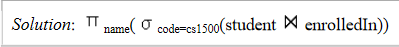 Solution: Π name( σ code=cs1500(student ⋈ enrolledIn))